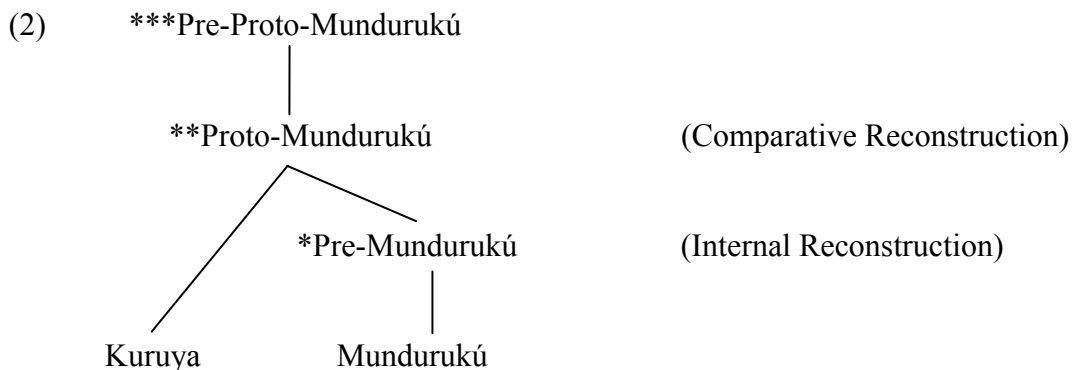 (2) ***Pre-Proto-Mundurukú
**Proto-Mundurukú (Comparative Reconstruction)
*Pre-Mundurukú (Internal Reconstruction)
Kuruya Mundurukú